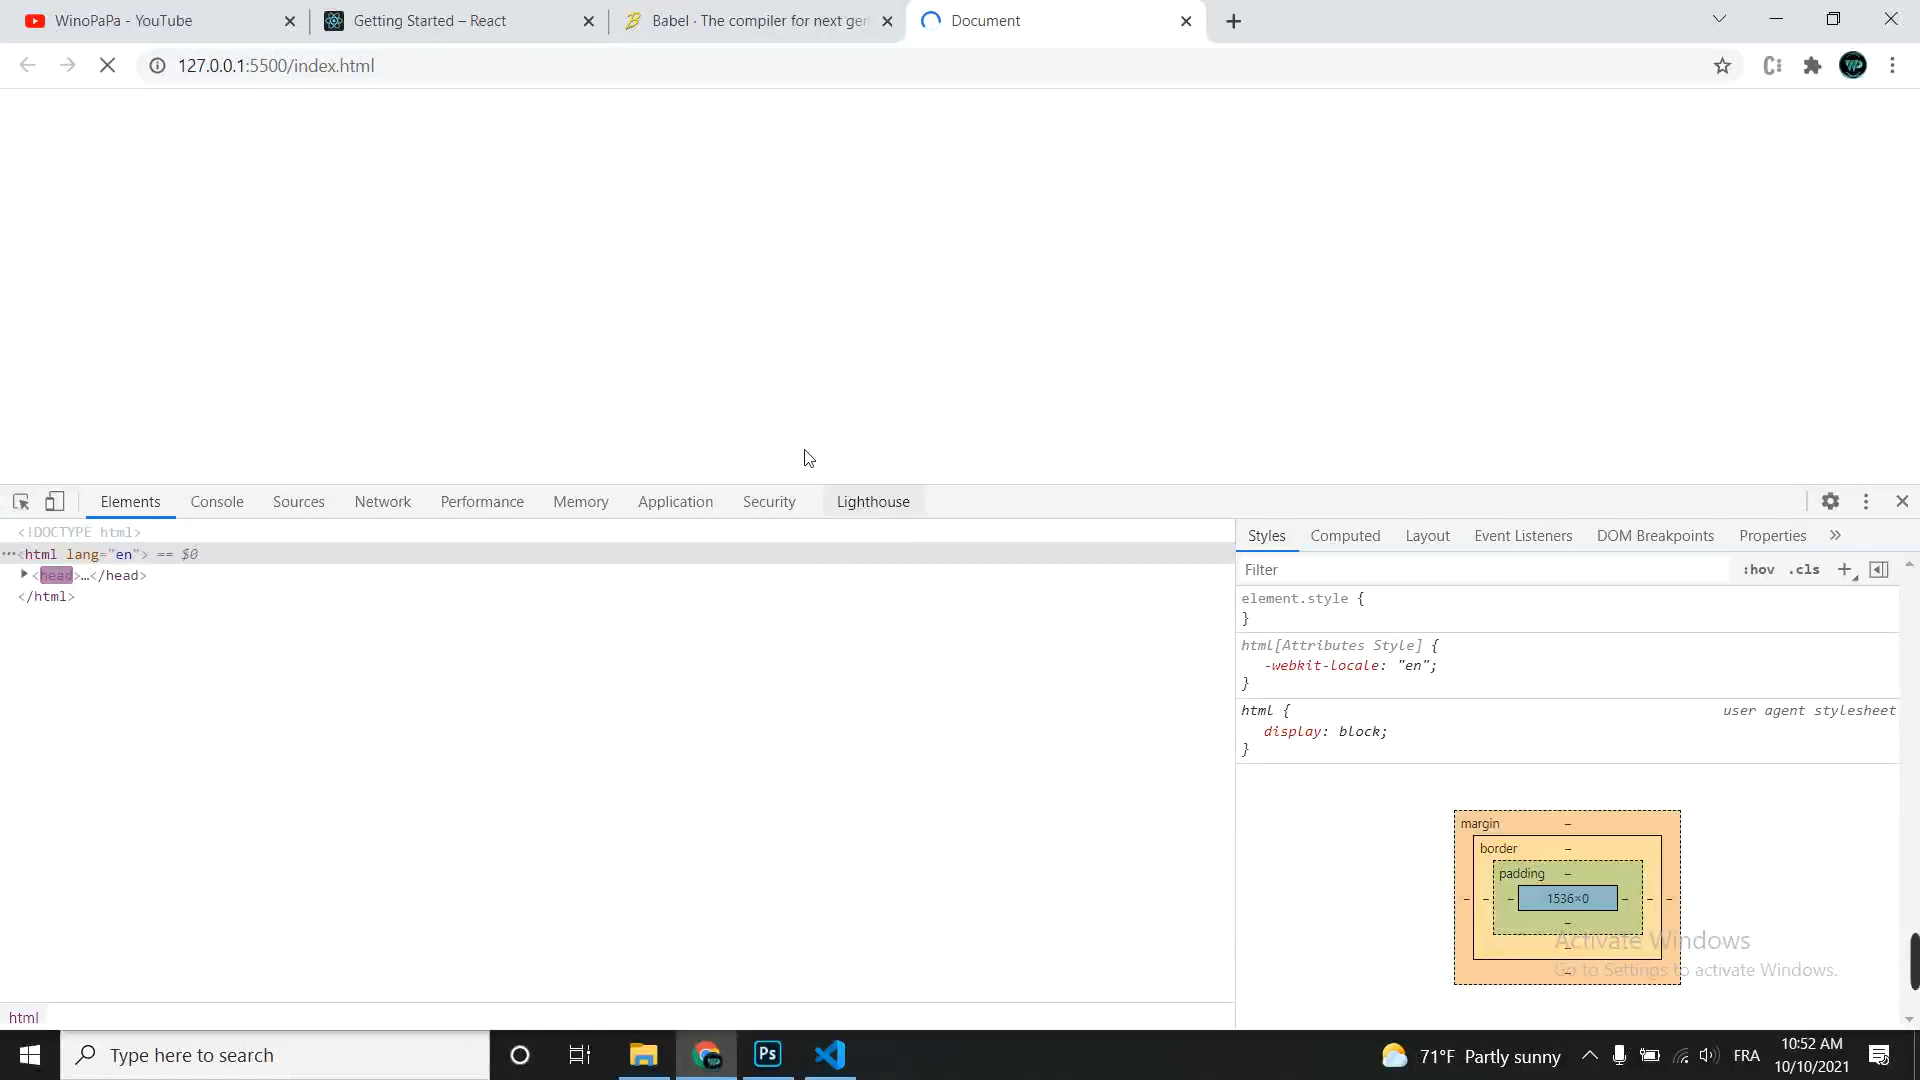 WinoPaPa - YouTube
Getting Started – React
Babel · The compiler for next ger
Document
127.0.0.1:5500/index.html
Elements
Console
Sources
Network
Performance
Memory
Application
Security
Lighthouse
<!DOCTYPE html>
···<html lang="en"> == $0
<head>…</head>
</html>
html
Styles
Computed
Layout
Event Listeners
DOM Breakpoints
Properties
Filter
:hov
.cls
element.style {
}
html[Attributes Style] {
-webkit-locale: "en";
}
html {
user agent stylesheet
display: block;
}
margin
–
border
–
padding
–
– – – 1536×0 – – –
–
–
–
Activate Windows
Go to Settings to activate Windows.
Type here to search
Ps
71°F Partly sunny
FRA
10:52 AM
10/10/2021